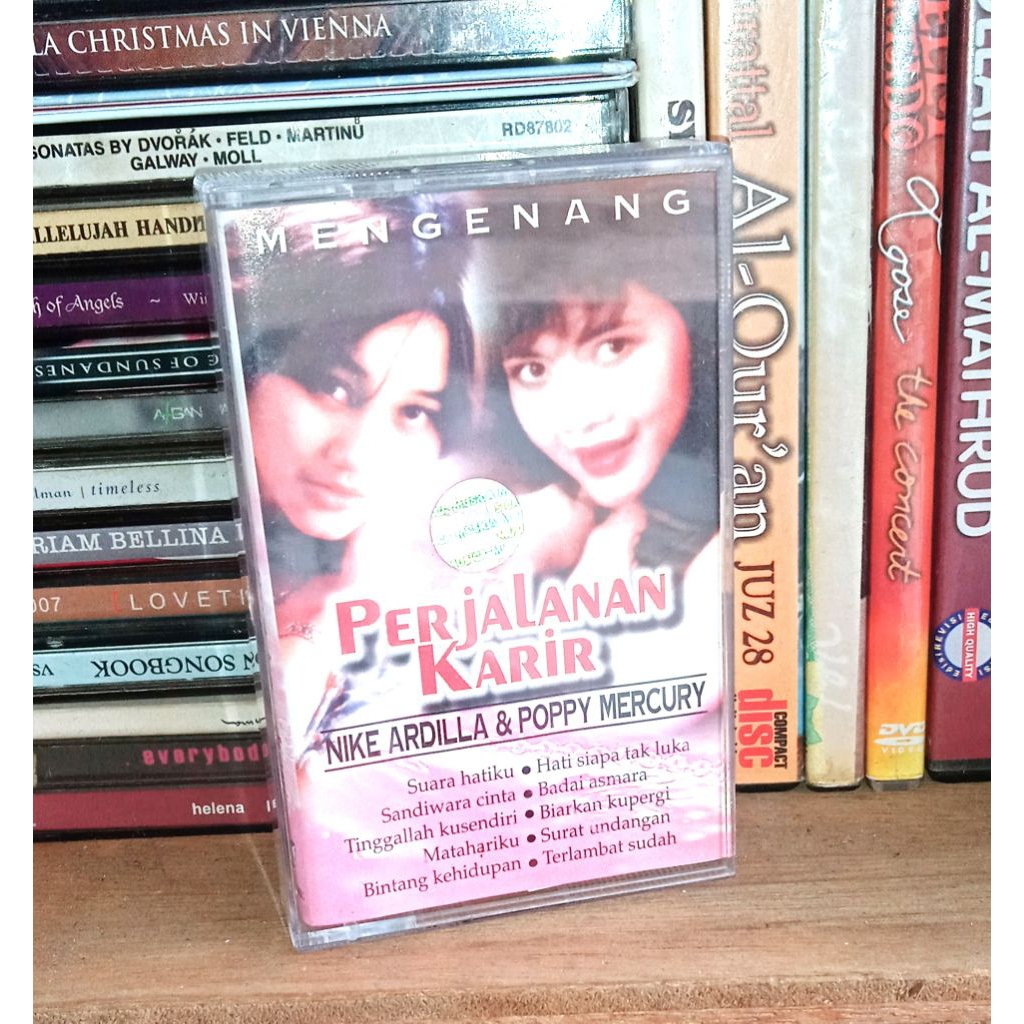 LA CHRISTMAS IN VIENNA
SONATAS BY DVOŘÁK • FELD • MARTINŮ
GALWAY • MOLL
RD87802
LLELUJAH
of Angels ~
OF SUNDANES
timeless
RIAM BELLINA
007
LOVET
SONGBOOK
VS
everybod
helena
MENGENANG
PERJALANAN
KARIR
NIKE ARDILLA & POPPY MERCURY
Suara hatiku • Hati siapa tak luka
Sandiwara cinta • Badai asmara
Tinggallah kusendiri • Biarkan kupergi
Matahariku • Surat undangan
Bintang kehidupan • Terlambat sudah
Al-Qur'an JUZ 28
COMPACT
disc
the concert
DVD
VIDEO
AL-MATHRUD
HIGH QUALITY